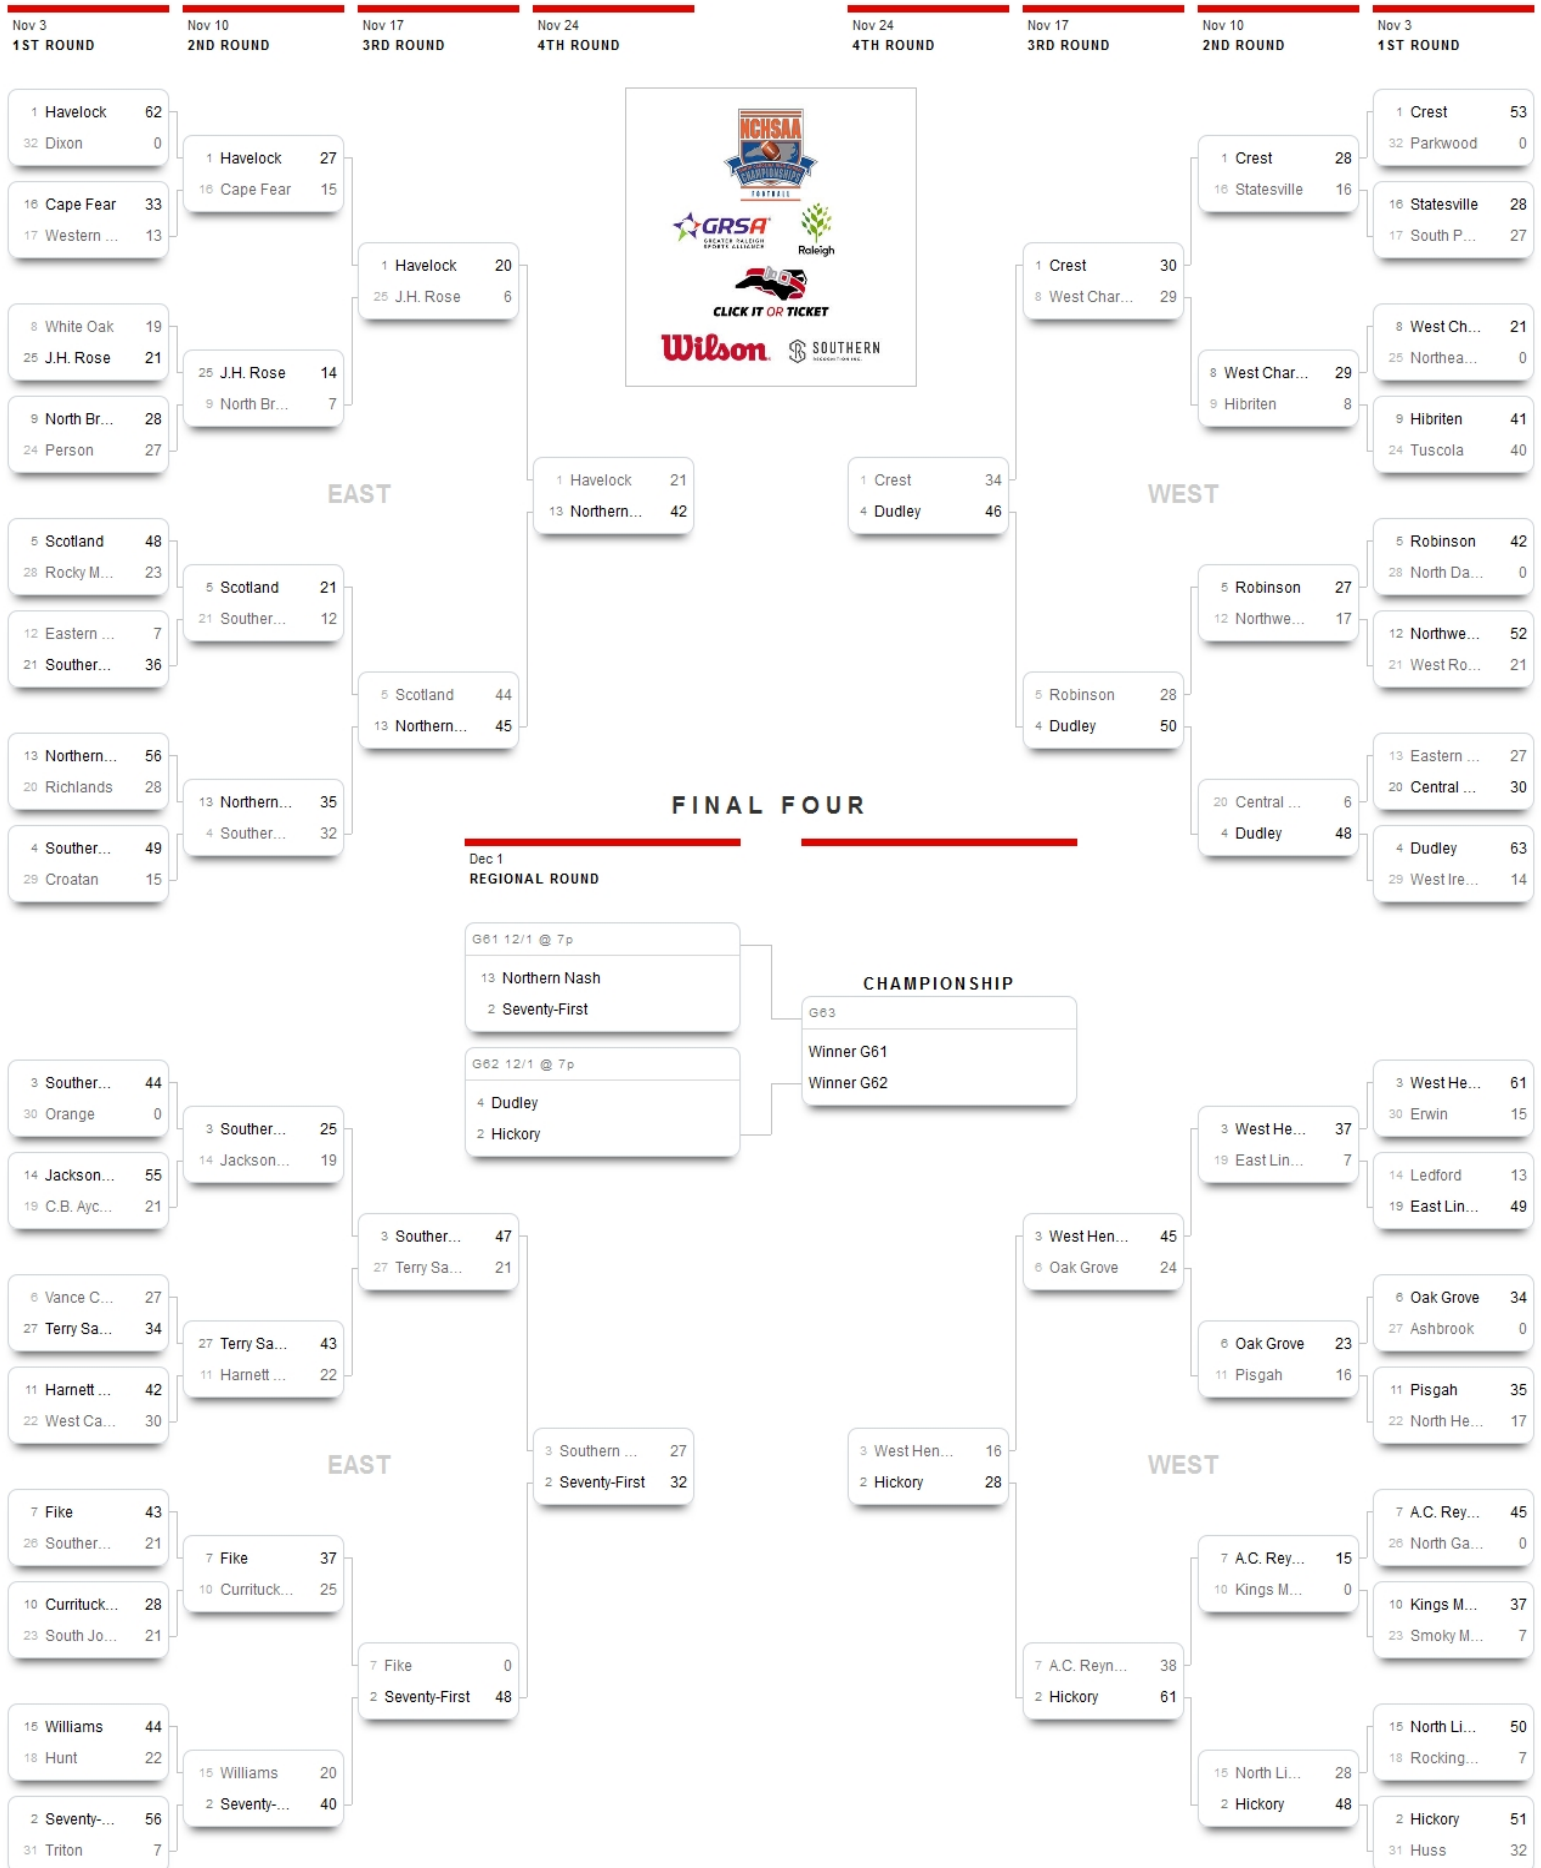 Nov 3
1ST ROUND
Nov 10
2ND ROUND
Nov 17
3RD ROUND
Nov 24
4TH ROUND
Nov 24
4TH ROUND
Nov 17
3RD ROUND
Nov 10
2ND ROUND
Nov 3
1ST ROUND
1 Havelock 62
32 Dixon 0
16 Cape Fear 33
17 Western ... 13
8 White Oak 19
25 J.H. Rose 21
9 North Br... 28
24 Person 27
5 Scotland 48
28 Rocky M... 23
12 Eastern ... 7
21 Souther... 36
13 Northern... 56
20 Richlands 28
4 Souther... 49
29 Croatan 15
1 Havelock 27
16 Cape Fear 15
25 J.H. Rose 14
9 North Br... 7
5 Scotland 21
21 Souther... 12
13 Northern... 35
4 Souther... 32
1 Havelock 20
25 J.H. Rose 6
5 Scotland 44
13 Northern... 45
1 Havelock 21
13 Northern... 42
EAST
NCHSAA
CHAMPIONSHIPS
FOOTBALL
GRSA
GREATER RALEIGH
SPORTS ALLIANCE
Raleigh
CLICK IT OR TICKET
Wilson
SOUTHERN
RECOGNITION INC.
1 Crest 34
4 Dudley 46
1 Crest 30
8 West Char... 29
5 Robinson 28
4 Dudley 50
WEST
1 Crest 28
16 Statesville 16
8 West Char... 29
9 Hibriten 8
5 Robinson 27
12 Northwe... 17
20 Central ... 6
4 Dudley 48
1 Crest 53
32 Parkwood 0
16 Statesville 28
17 South P... 27
8 West Ch... 21
25 Northea... 0
9 Hibriten 41
24 Tuscola 40
5 Robinson 42
28 North Da... 0
12 Northwe... 52
21 West Ro... 21
13 Eastern ... 27
20 Central ... 30
4 Dudley 63
29 West Ire... 14
FINAL FOUR
Dec 1
REGIONAL ROUND
G61 12/1 @ 7p
13 Northern Nash
2 Seventy-First
G62 12/1 @ 7p
4 Dudley
2 Hickory
CHAMPIONSHIP
G63
Winner G61
Winner G62
3 Souther... 44
30 Orange 0
14 Jackson... 55
19 C.B. Ayc... 21
6 Vance C... 27
27 Terry Sa... 34
11 Harnett ... 42
22 West Ca... 30
7 Fike 43
26 Souther... 21
10 Currituck... 28
23 South Jo... 21
15 Williams 44
18 Hunt 22
2 Seventy-... 56
31 Triton 7
3 Souther... 25
14 Jackson... 19
27 Terry Sa... 43
11 Harnett ... 22
7 Fike 37
10 Currituck... 25
15 Williams 20
2 Seventy-... 40
3 Souther... 47
27 Terry Sa... 21
7 Fike 0
2 Seventy-First 48
EAST
3 Southern ... 27
2 Seventy-First 32
3 West Hen... 16
2 Hickory 28
3 West Hen... 45
6 Oak Grove 24
7 A.C. Reyn... 38
2 Hickory 61
WEST
3 West He... 37
19 East Lin... 7
6 Oak Grove 23
11 Pisgah 16
7 A.C. Rey... 15
10 Kings M... 0
15 North Li... 28
2 Hickory 48
3 West He... 61
30 Erwin 15
14 Ledford 13
19 East Lin... 49
6 Oak Grove 34
27 Ashbrook 0
11 Pisgah 35
22 North He... 17
7 A.C. Rey... 45
26 North Ga... 0
10 Kings M... 37
23 Smoky M... 7
15 North Li... 50
18 Rocking... 7
2 Hickory 51
31 Huss 32